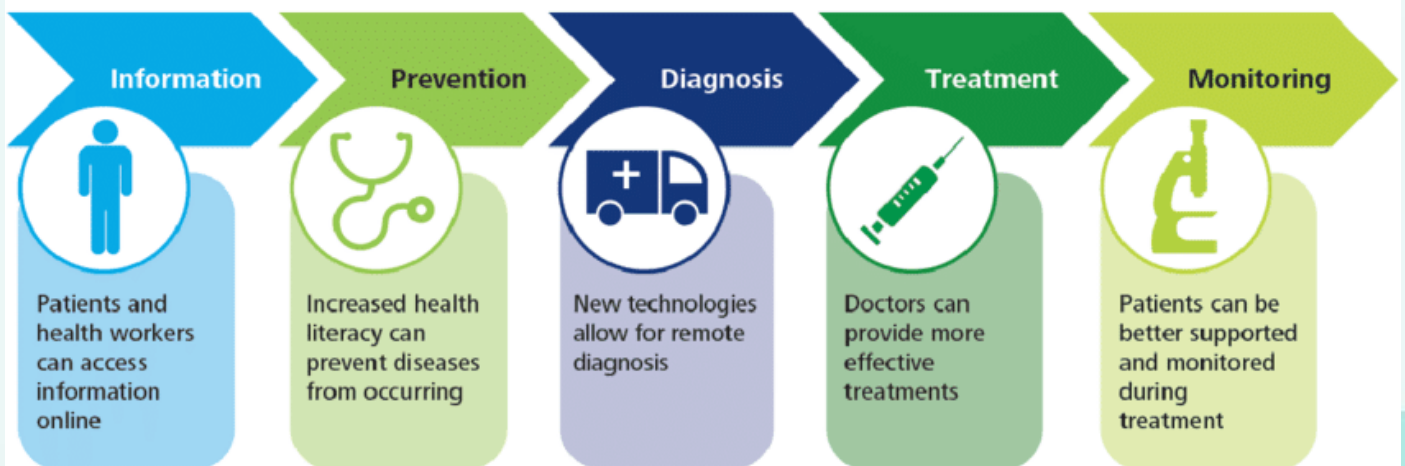 Information
Prevention
Diagnosis
Treatment
Monitoring
Patients and
health workers
can access
information
online
Increased health
literacy can
prevent diseases
from occurring
New technologies
allow for remote
diagnosis
Doctors can
provide more
effective
treatments
Patients can be
better supported
and monitored
during
treatment